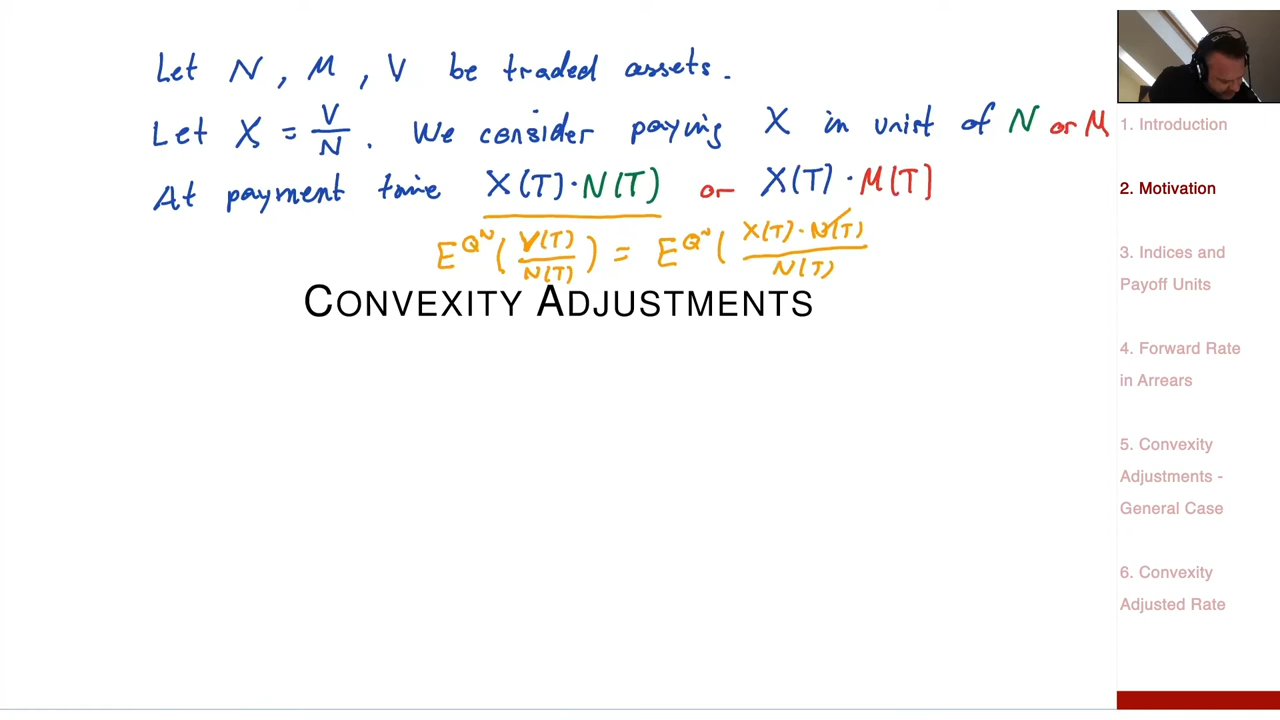 Let N, M, V be traded assets.
Let X = V/N. We consider paying X in unist of N or M
At payment time X(T)·N(T) or X(T)·M(T)
E^{Q^N}(V(T)/N(T)) = E^{Q^N}(X(T)·N(T)/N(T)
CONVEXITY ADJUSTMENTS
1. Introduction
2. Motivation
3. Indices and
Payoff Units
4. Forward Rate
in Arrears
5. Convexity
Adjustments -
General Case
6. Convexity
Adjusted Rate